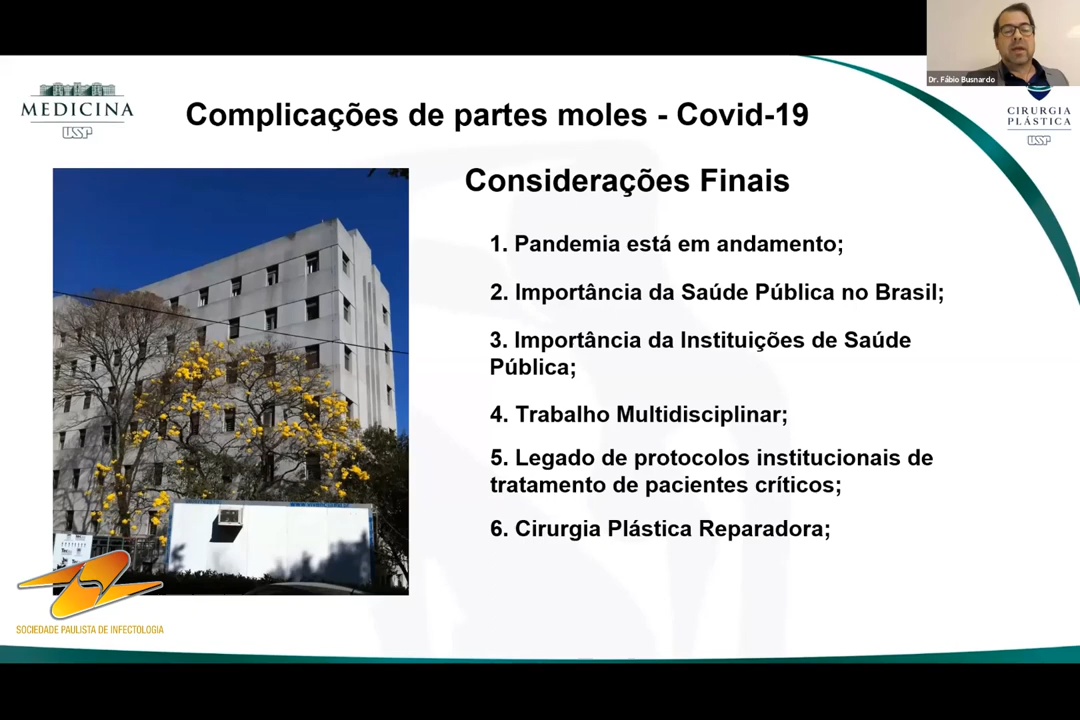 Dr. Fábio Busnardo
MEDICINA
USP
Complicações de partes moles - Covid-19
CIRURGIA
PLÁSTICA
USP
Considerações Finais
1. Pandemia está em andamento;
2. Importância da Saúde Pública no Brasil;
3. Importância da Instituições de Saúde
Pública;
4. Trabalho Multidisciplinar;
5. Legado de protocolos institucionais de
tratamento de pacientes críticos;
6. Cirurgia Plástica Reparadora;
SOCIEDADE PAULISTA DE INFECTOLOGIA